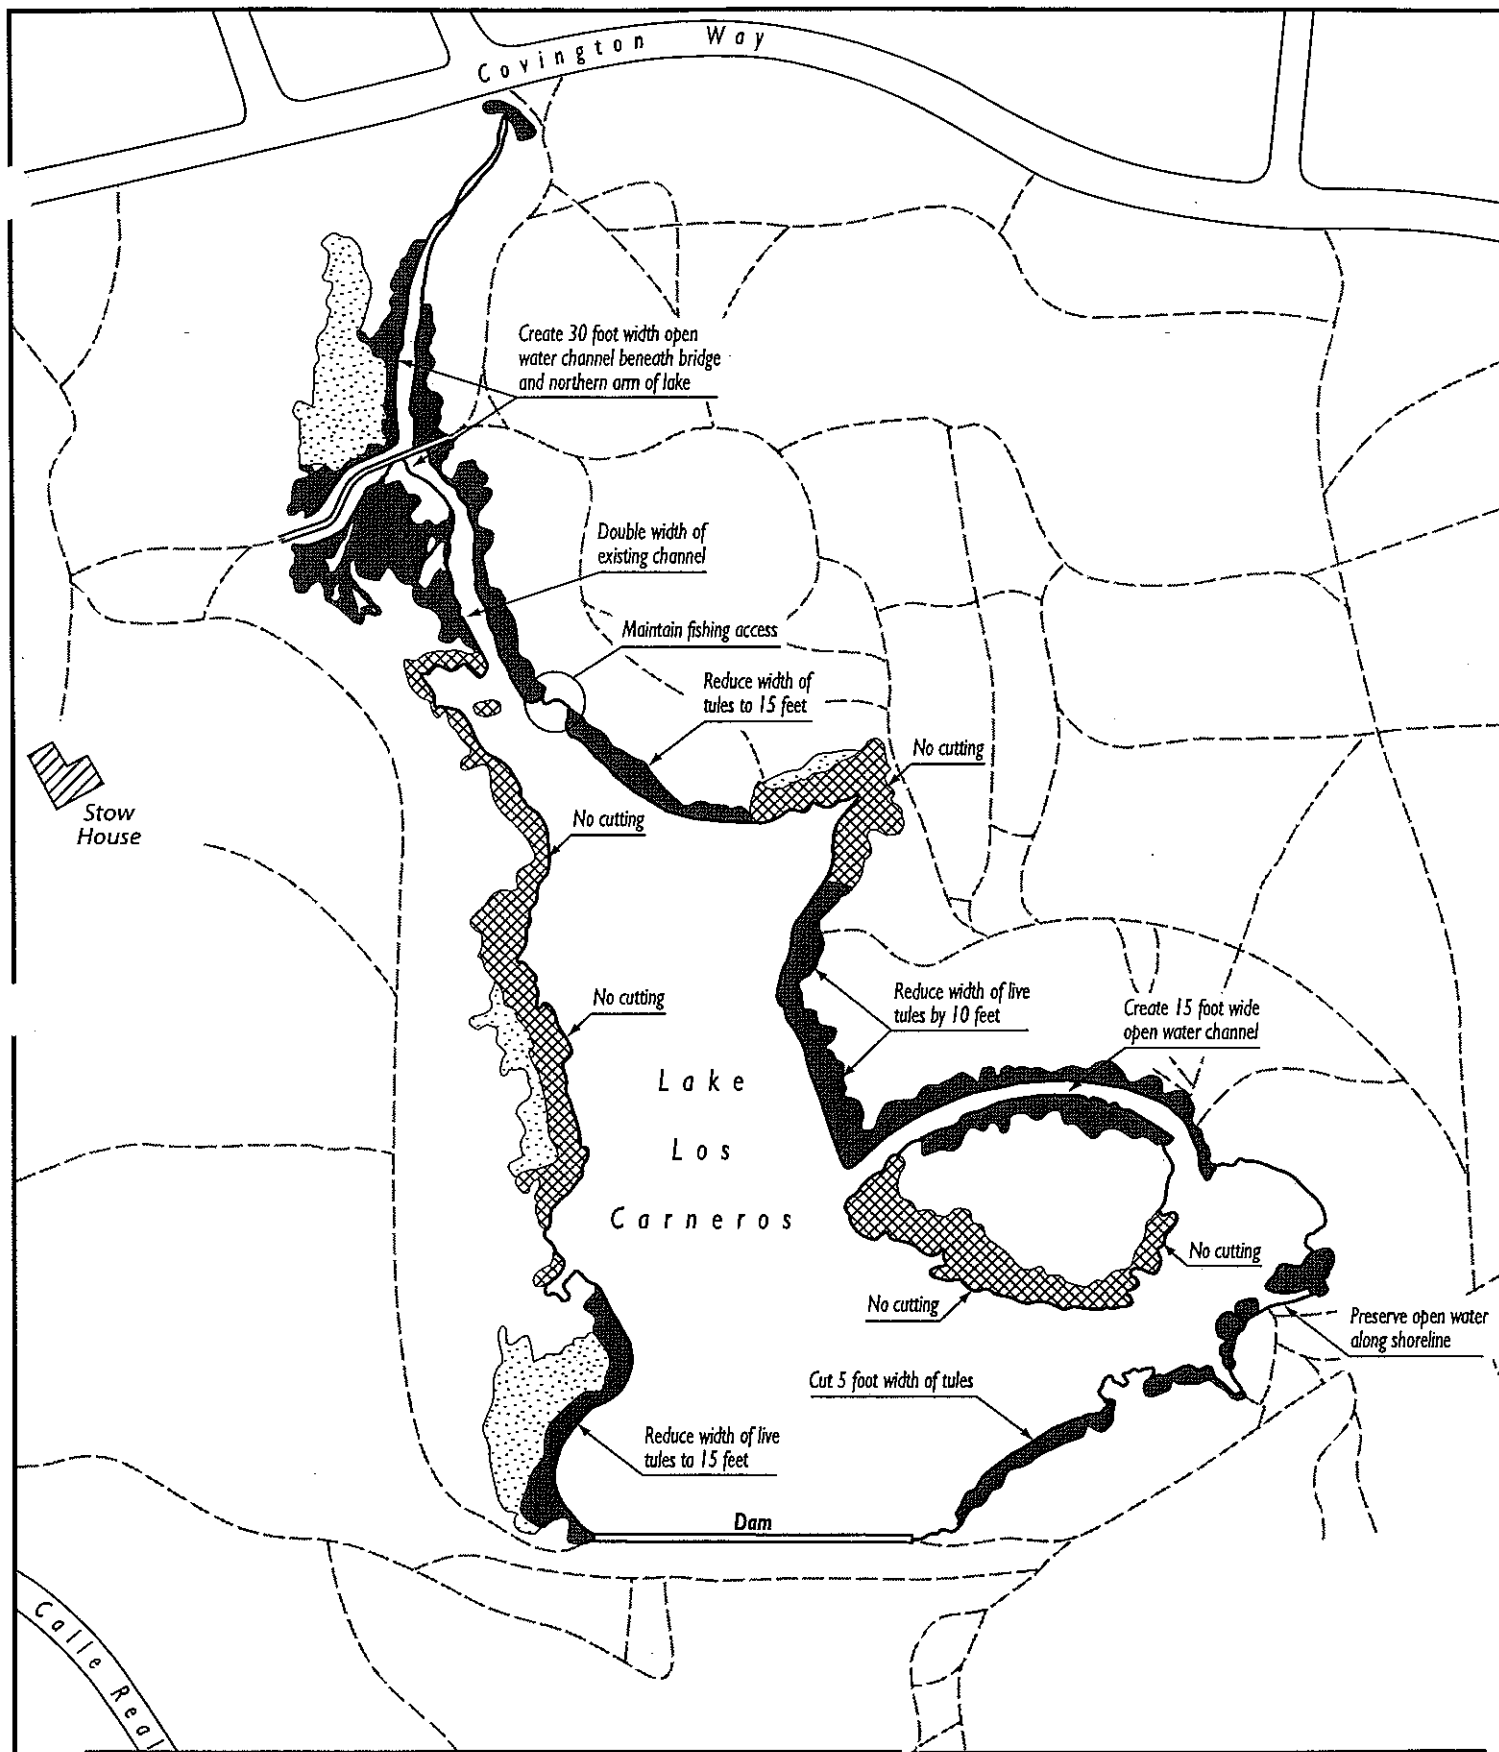 Covington Way
Create 30 foot width open
water channel beneath bridge
and northern arm of lake
Double width of
existing channel
Maintain fishing access
Reduce width of
tules to 15 feet
No cutting
Stow
House
No cutting
No cutting
Reduce width of live
tules by 10 feet
Create 15 foot wide
open water channel
Lake
Los
Carneros
No cutting
No cutting
Preserve open water
along shoreline
Cut 5 foot width of tules
Reduce width of live
tules to 15 feet
Dam
Calle Real